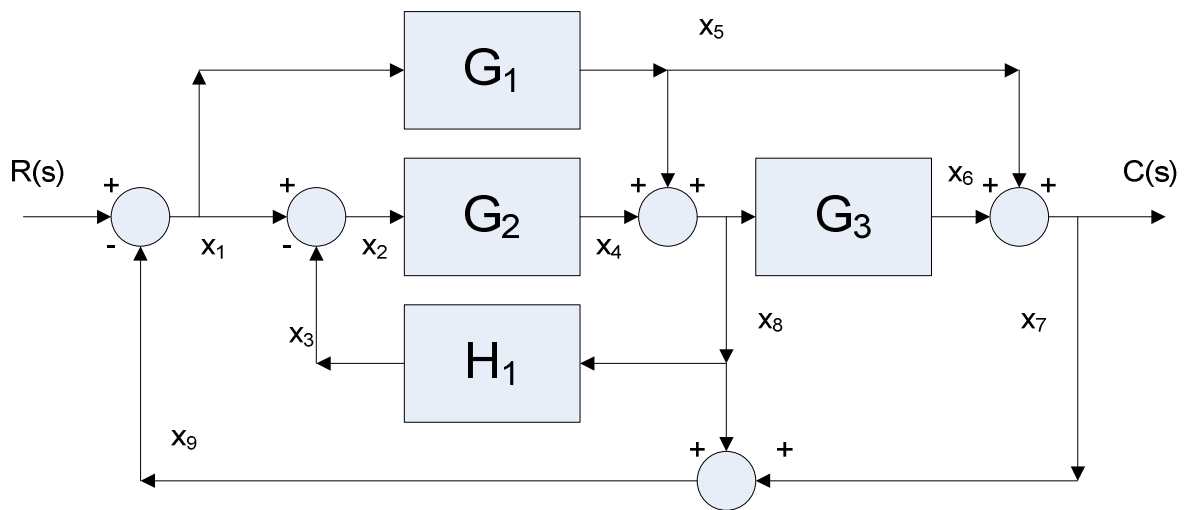 x₅
G₁
R(s)
+
+
+
+
x₆
+
+
C(s)
G₂
G₃
-
x₁
-
x₂
x₄
x₃
H₁
x₈
x₇
x₉
+
+